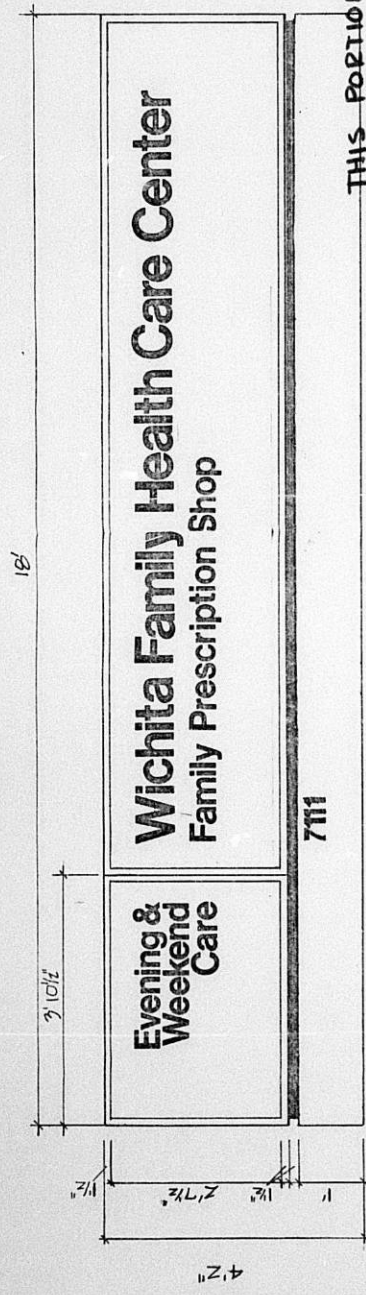 18'
3' 10½"
Evening &
Weekend
Care
Wichita Family Health Care Center
Family Prescription Shop
7111
THIS PORTION
1½"
2'7½"
1½"
1'
4'2"